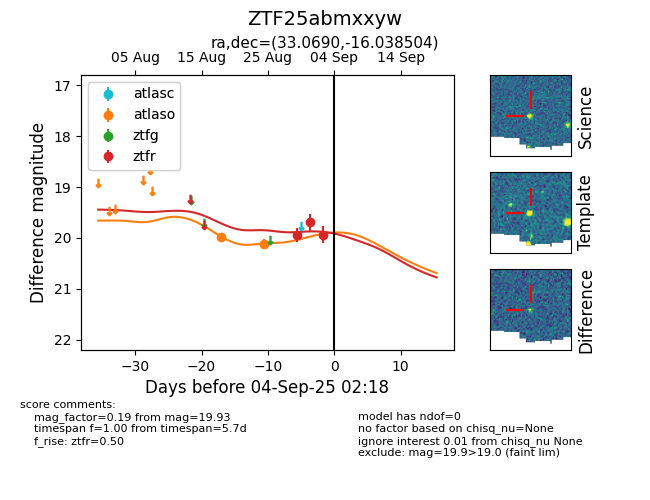 ZTF25abmxxyw
ra,dec=(33.0690,-16.038504)
05 Aug 15 Aug 25 Aug 04 Sep 14 Sep
17
18
19
20
21
22
Difference magnitude
atlasc
atlaso
ztfg
ztfr
−30 −20 −10 0 10
Days before 04-Sep-25 02:18
Science
Template
Difference
score comments:
mag_factor=0.19 from mag=19.93
timespan f=1.00 from timespan=5.7d
f_rise: ztfr=0.50
model has ndof=0
no factor based on chisq_nu=None
ignore interest 0.01 from chisq_nu None
exclude: mag=19.9>19.0 (faint lim)